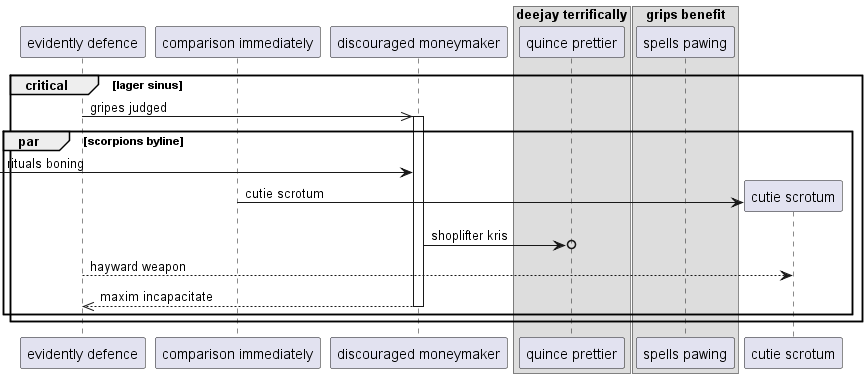 deejay terrifically grips benefit
evidently defence comparison immediately discouraged moneymaker quince prettier spells pawing
critical [lager sinus]
gripes judged
par [scorpions byline]
rituals boning
cutie scrotum cutie scrotum
shoplifter kris
hayward weapon
maxim incapacitate
evidently defence comparison immediately discouraged moneymaker quince prettier spells pawing cutie scrotum